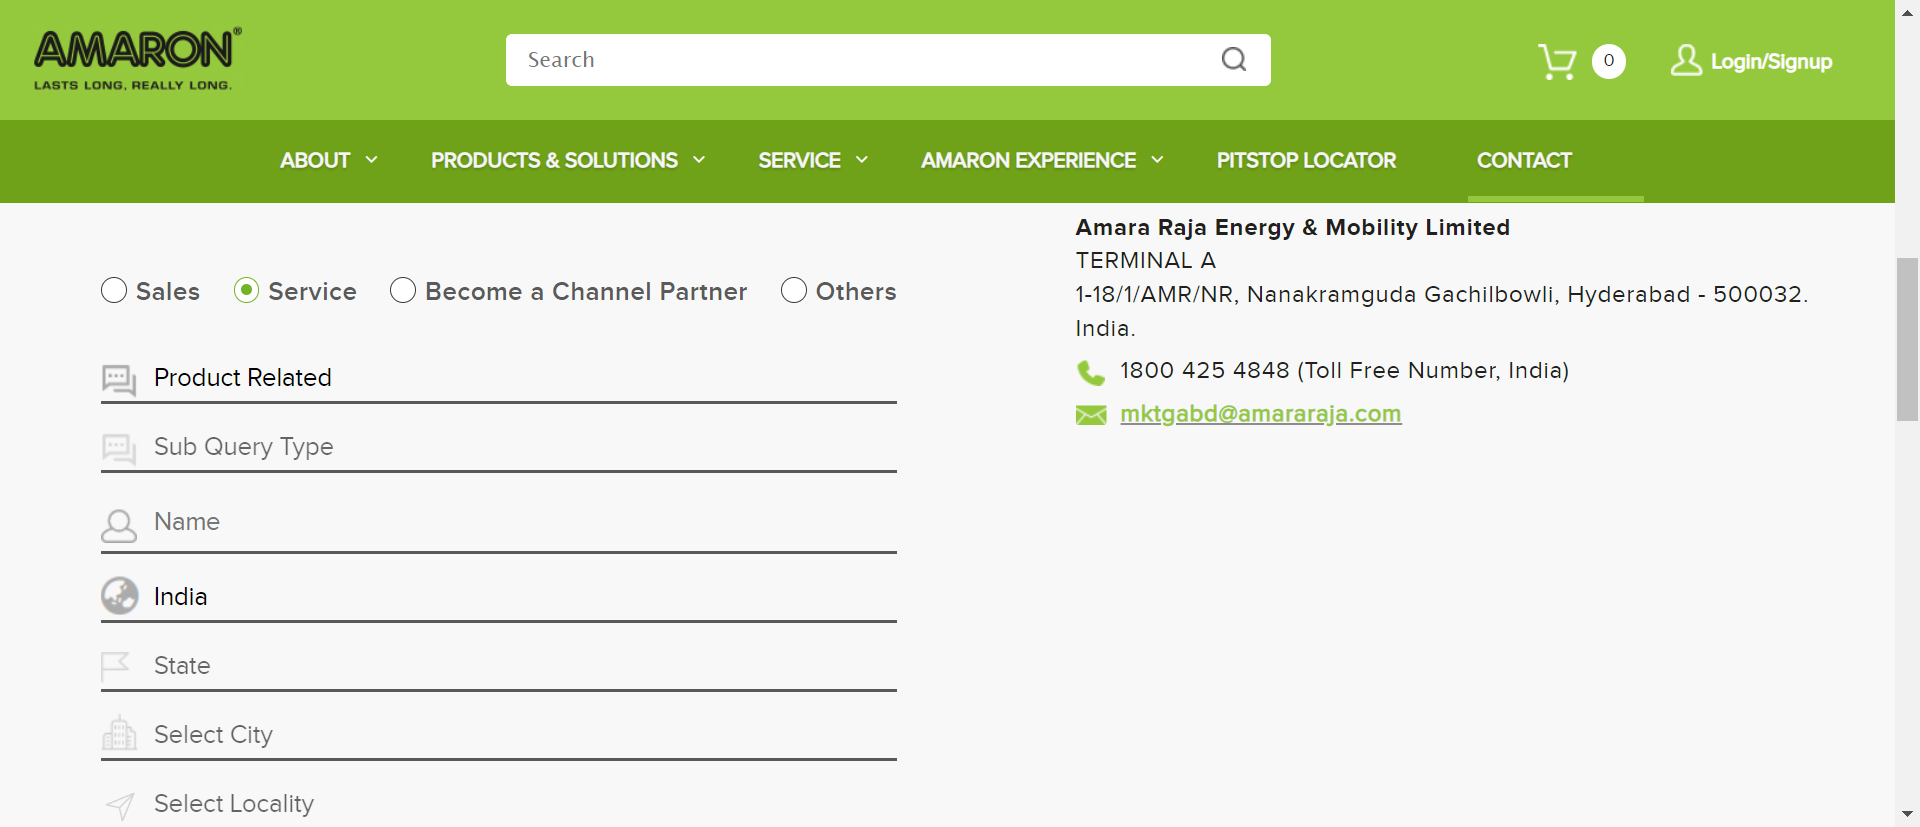 AMARON®
LASTS LONG, REALLY LONG.
Search
0
Login/Signup
ABOUT
PRODUCTS & SOLUTIONS
SERVICE
AMARON EXPERIENCE
PITSTOP LOCATOR
CONTACT
Sales
Service
Become a Channel Partner
Others
Product Related
Sub Query Type
Name
India
State
Select City
Select Locality
Amara Raja Energy & Mobility Limited
TERMINAL A
1-18/1/AMR/NR, Nanakramguda Gachilbowli, Hyderabad - 500032.
India.
1800 425 4848 (Toll Free Number, India)
mktgabd@amararaja.com